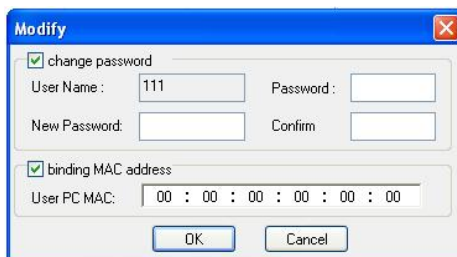 Modify
change password
User Name : 111 Password :
New Password: Confirm
binding MAC address
User PC MAC: 00 : 00 : 00 : 00 : 00 : 00
OK Cancel